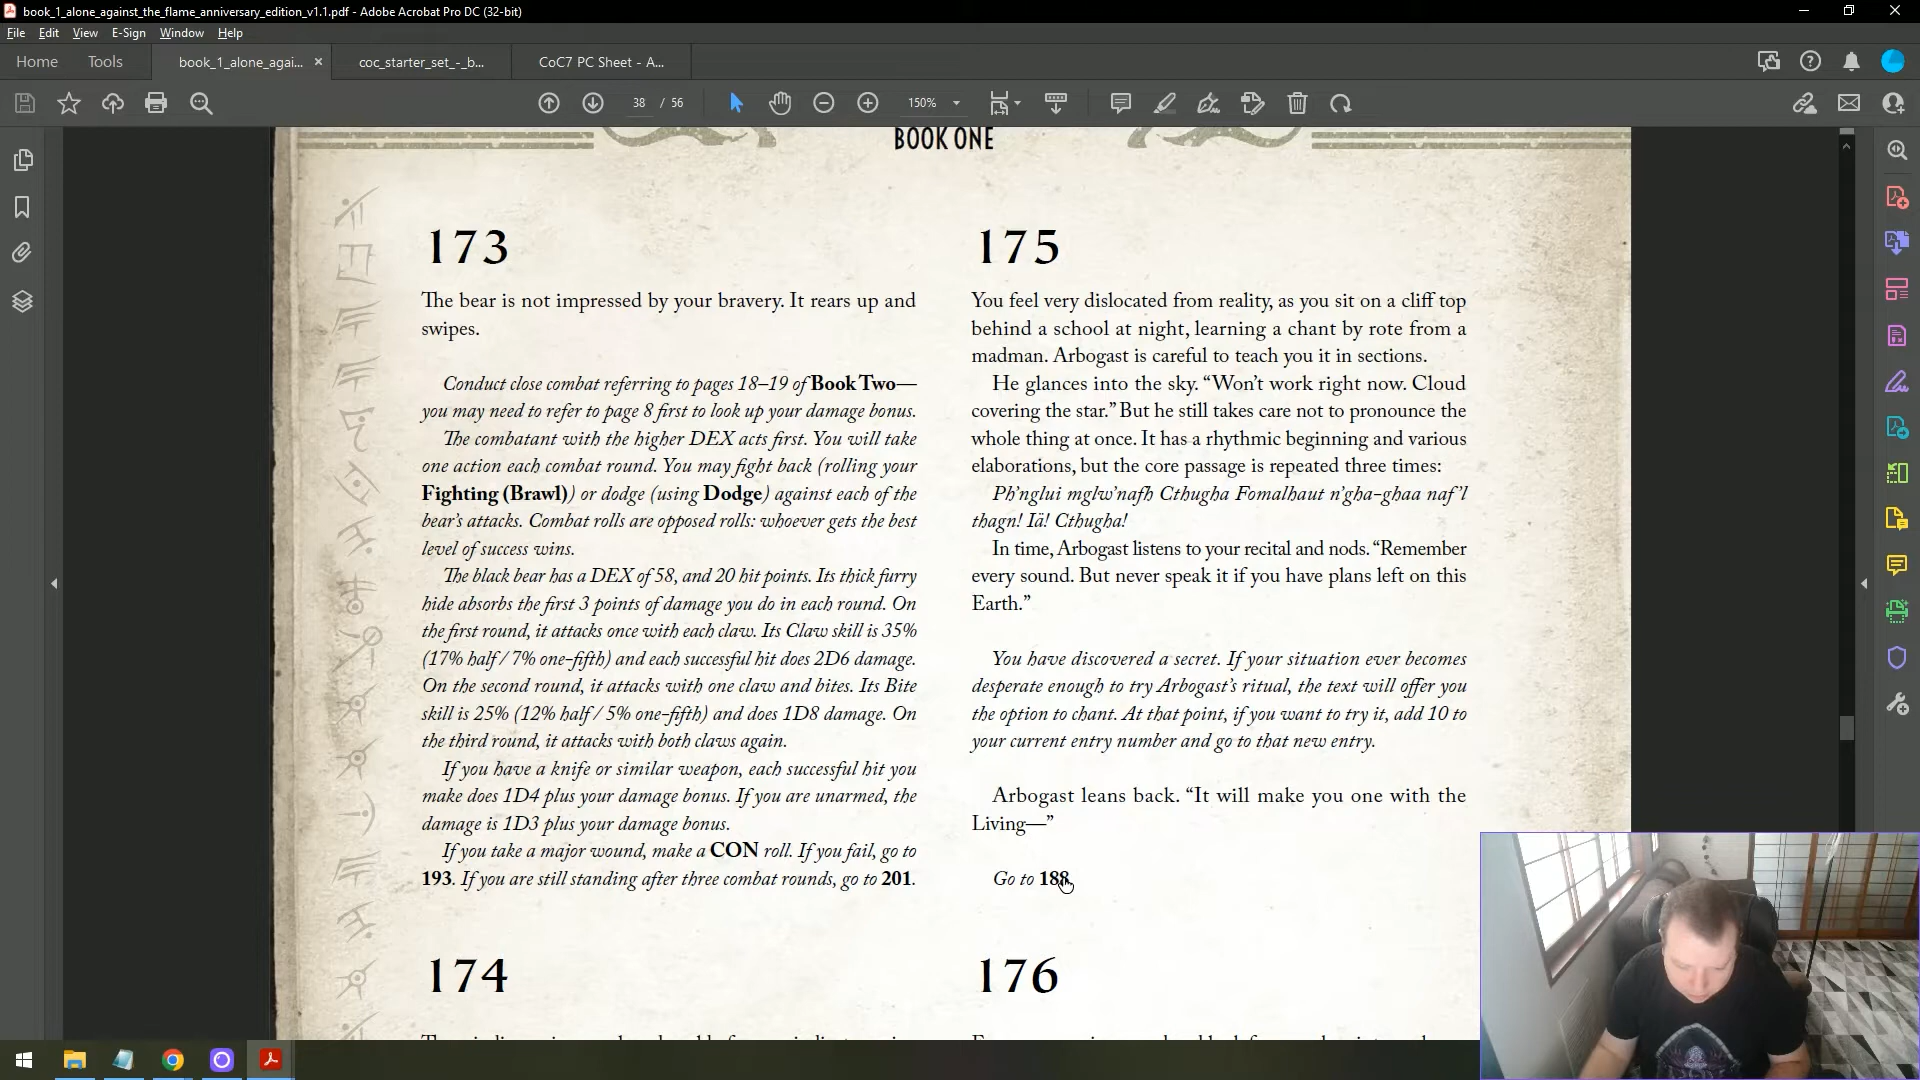 book_1_alone_against_the_flame_anniversary_edition_v1.1.pdf - Adobe Acrobat Pro DC (32-bit)
File Edit View E-Sign Window Help
Home Tools book_1_alone_agai... × coc_starter_set_-_b... CoC7 PC Sheet - A...
38 / 56 150%
BOOK ONE
173
The bear is not impressed by your bravery. It rears up and
swipes.
Conduct close combat referring to pages 18–19 of Book Two—
you may need to refer to page 8 first to look up your damage bonus.
The combatant with the higher DEX acts first. You will take
one action each combat round. You may fight back (rolling your
Fighting (Brawl)) or dodge (using Dodge) against each of the
bear's attacks. Combat rolls are opposed rolls: whoever gets the best
level of success wins.
The black bear has a DEX of 58, and 20 hit points. Its thick furry
hide absorbs the first 3 points of damage you do in each round. On
the first round, it attacks once with each claw. Its Claw skill is 35%
(17% half / 7% one-fifth) and each successful hit does 2D6 damage.
On the second round, it attacks with one claw and bites. Its Bite
skill is 25% (12% half / 5% one-fifth) and does 1D8 damage. On
the third round, it attacks with both claws again.
If you have a knife or similar weapon, each successful hit you
make does 1D4 plus your damage bonus. If you are unarmed, the
damage is 1D3 plus your damage bonus.
If you take a major wound, make a CON roll. If you fail, go to
193. If you are still standing after three combat rounds, go to 201.
174
175
You feel very dislocated from reality, as you sit on a cliff top
behind a school at night, learning a chant by rote from a
madman. Arbogast is careful to teach you it in sections.
He glances into the sky. “Won’t work right now. Cloud
covering the star.” But he still takes care not to pronounce the
whole thing at once. It has a rhythmic beginning and various
elaborations, but the core passage is repeated three times:
Ph’nglui mglw’nafh Cthugha Fomalhaut n’gha-ghaa naf’l
thagn! Iä! Cthugha!
In time, Arbogast listens to your recital and nods. “Remember
every sound. But never speak it if you have plans left on this
Earth.”
You have discovered a secret. If your situation ever becomes
desperate enough to try Arbogast’s ritual, the text will offer you
the option to chant. At that point, if you want to try it, add 10 to
your current entry number and go to that new entry.
Arbogast leans back. “It will make you one with the
Living—”
Go to 188.
176